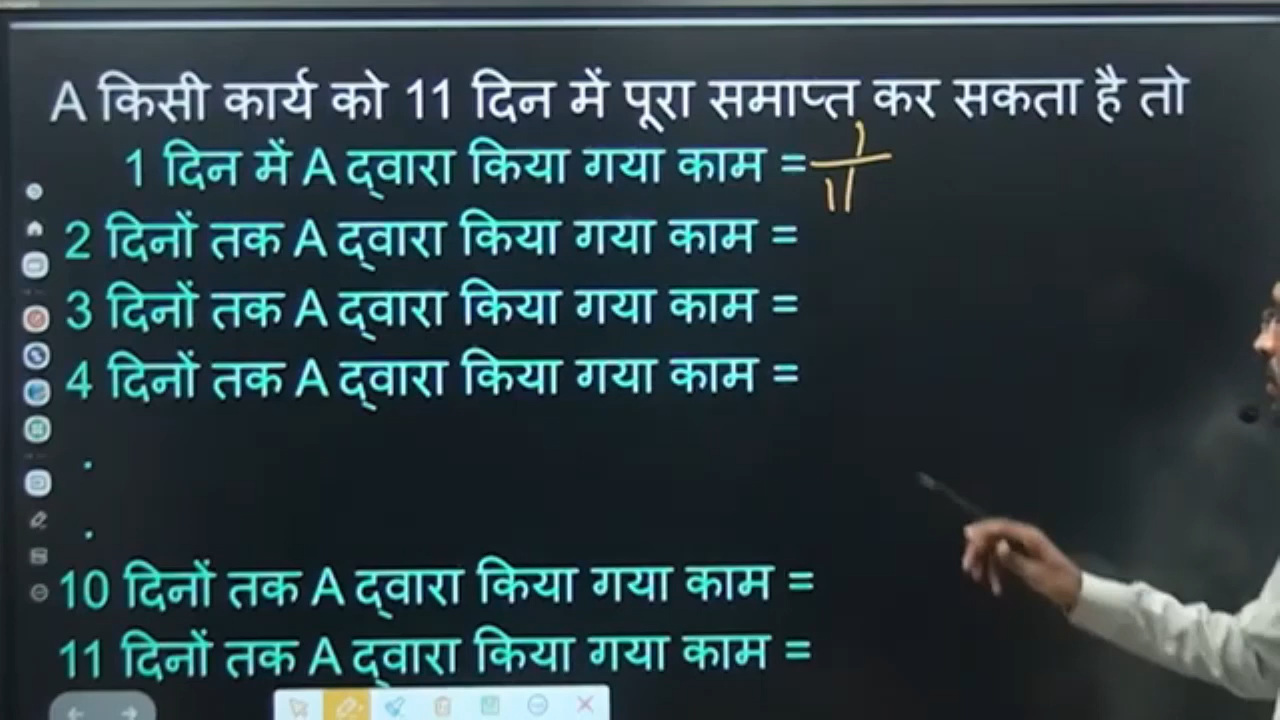 A किसी कार्य को 11 दिन में पूरा समाप्त कर सकता है तो
1 दिन में A द्वारा किया गया काम = 1/11
2 दिनों तक A द्वारा किया गया काम =
3 दिनों तक A द्वारा किया गया काम =
4 दिनों तक A द्वारा किया गया काम =
.
.
10 दिनों तक A द्वारा किया गया काम =
11 दिनों तक A द्वारा किया गया काम =